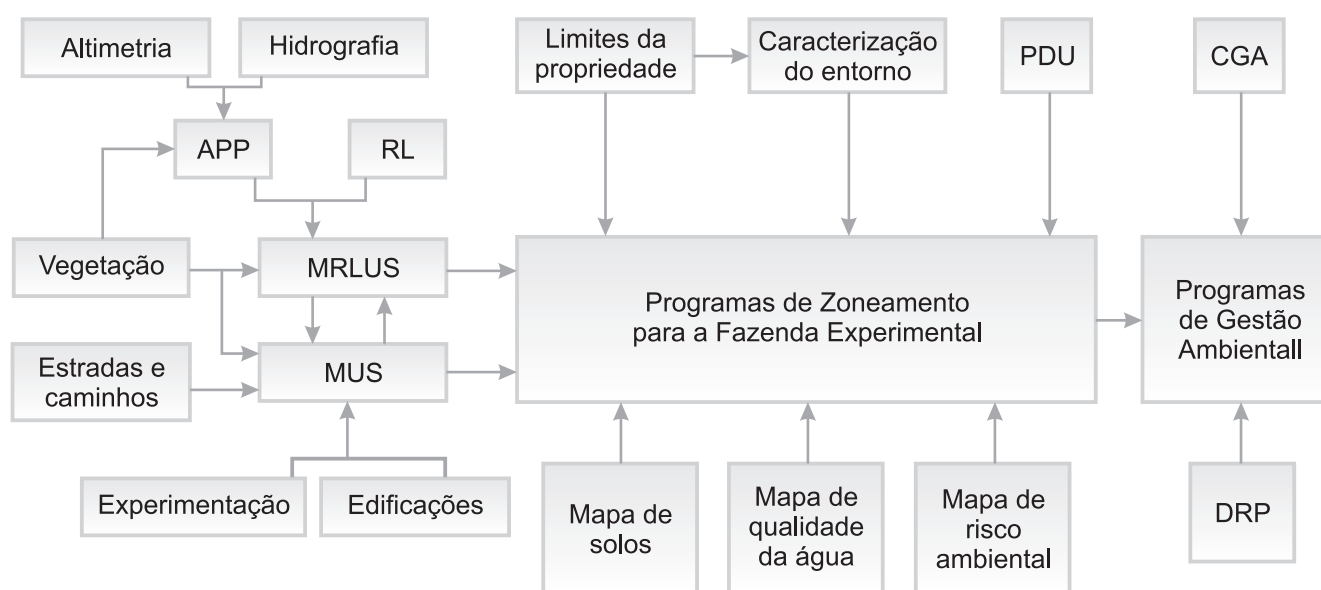 Altimetria
Hidrografia
Limites da
propriedade
Caracterização
do entorno
PDU
CGA
APP
RL
Vegetação
MRLUS
Programas de Zoneamento
para a Fazenda Experimental
Programas
de Gestão
Ambientall
Estradas e
caminhos
MUS
Experimentação
Edificações
Mapa de
solos
Mapa de
qualidade
da água
Mapa de
risco
ambiental
DRP